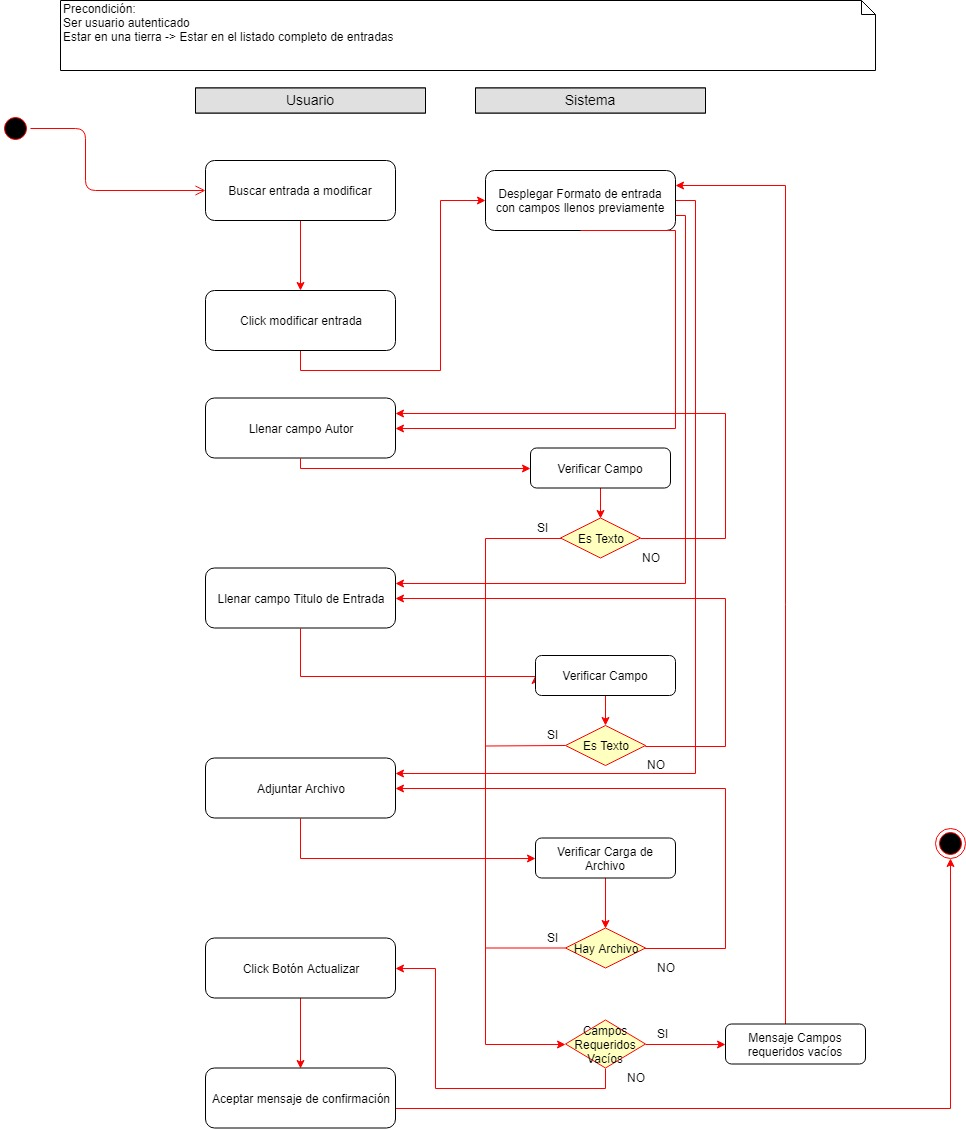 Precondición:
Ser usuario autenticado
Estar en una tierra -> Estar en el listado completo de entradas
Usuario
Sistema
Buscar entrada a modificar
Desplegar Formato de entrada
con campos llenos previamente
Click modificar entrada
Llenar campo Autor
Verificar Campo
SI
Es Texto
NO
Llenar campo Titulo de Entrada
Verificar Campo
SI
Es Texto
NO
Adjuntar Archivo
Verificar Carga de
Archivo
SI
Hay Archivo
NO
Click Botón Actualizar
Campos
Requeridos
Vacíos
SI
Mensaje Campos
requeridos vacíos
NO
Aceptar mensaje de confirmación